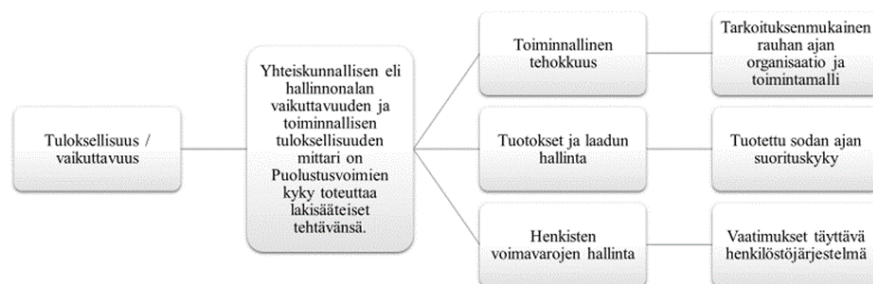 Tuloksellisuus /
vaikuttavuus
Yhteiskunnallisen eli
hallinnonalan
vaikuttavuuden ja
toiminnallisen
tuloksellisuuden
mittari on
Puolustusvoimien
kyky toteuttaa
lakisääteiset
tehtävänsä.
Toiminnallinen
tehokkuus
Tarkoituksenmukainen
rauhan ajan
organisaatio ja
toimintamalli
Tuotokset ja laadun
hallinta
Tuotettu sodan ajan
suorituskyky
Henkisten
voimavarojen hallinta
Vaatimukset täyttävä
henkilöstöjärjestelmä